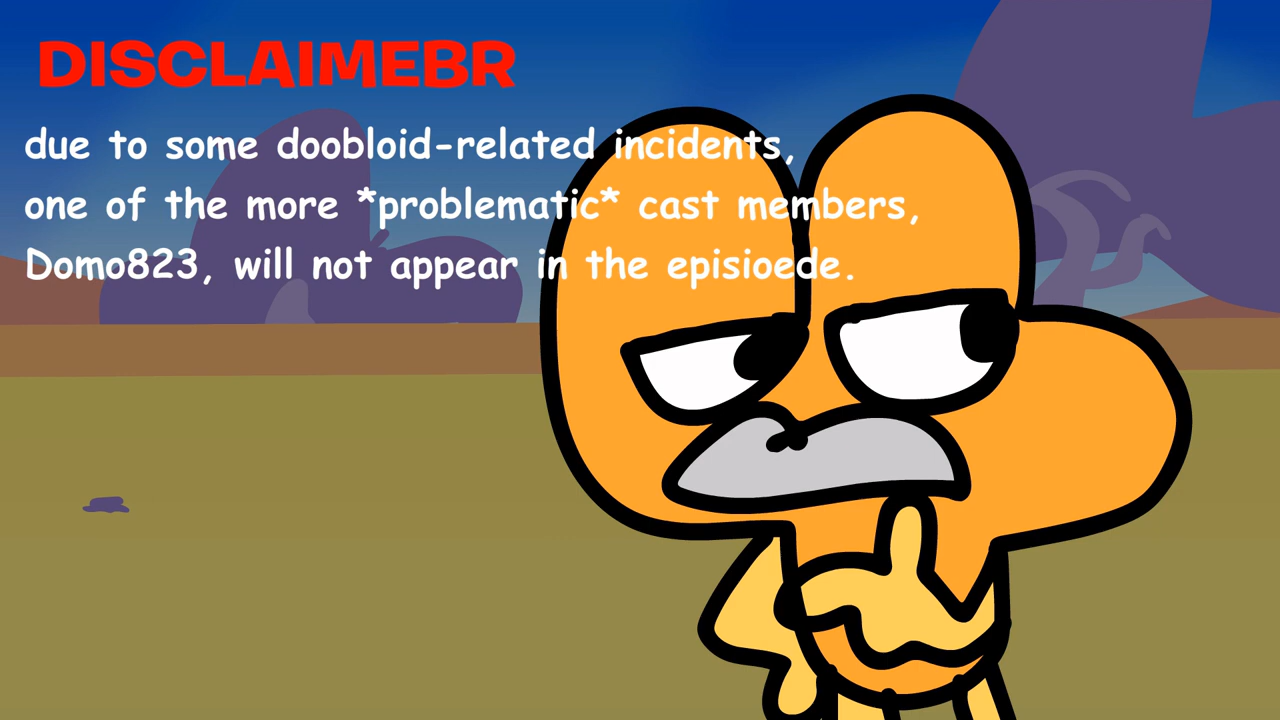 DISCLAIMEBR
due to some doobloid-related incidents,
one of the more *problematic* cast members,
Domo823, will not appear in the episioede.